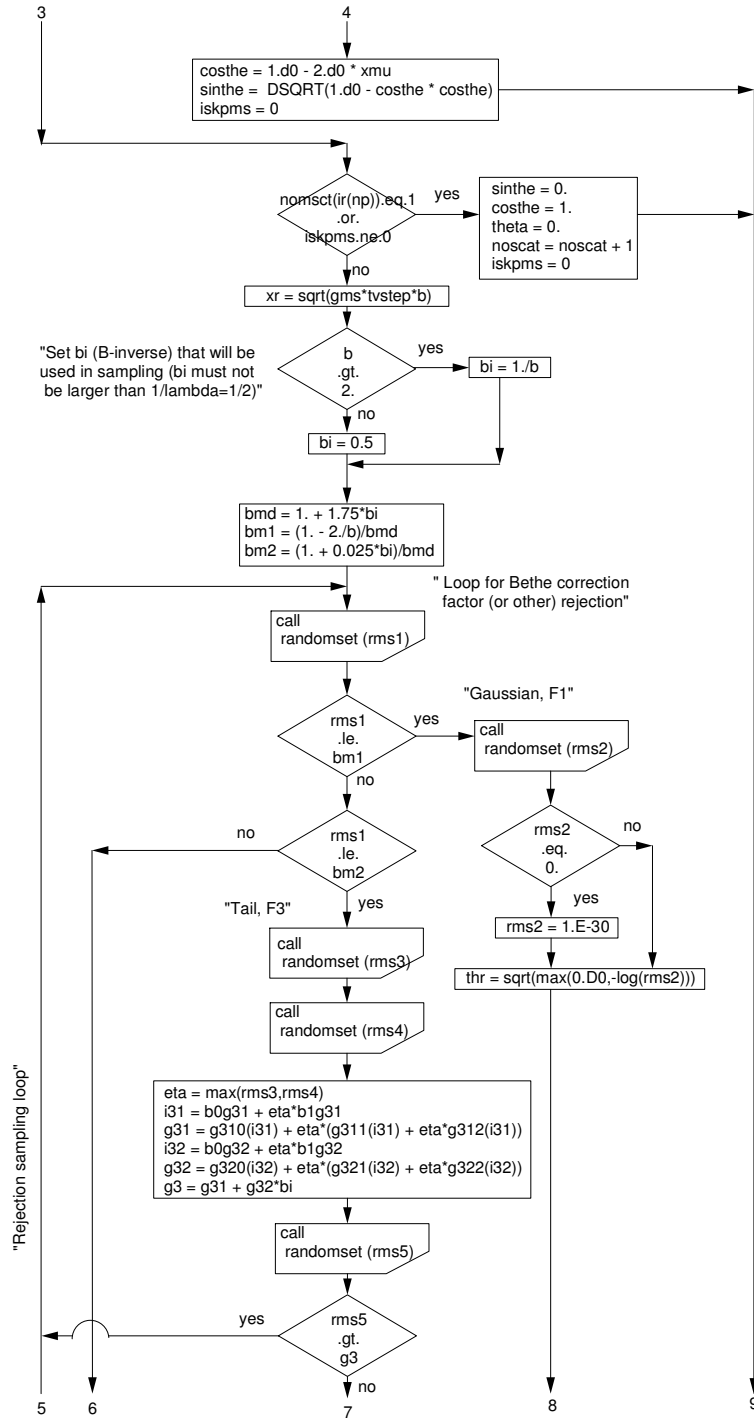 3
4
costhe = 1.d0 - 2.d0 * xmu
sinthe =  DSQRT(1.d0 - costhe * costhe)
iskpms = 0
nomsct(ir(np)).eq.1
.or.
iskpms.ne.0
yes
sinthe = 0.
costhe = 1.
theta = 0.
noscat = noscat + 1
iskpms = 0
no
xr = sqrt(gms*tvstep*b)
"Set bi (B-inverse) that will be
used in sampling (bi must not
be larger than 1/lambda=1/2)"
b
.gt.
2.
yes
bi = 1./b
no
bi = 0.5
bmd = 1. + 1.75*bi
bm1 = (1. - 2./b)/bmd
bm2 = (1. + 0.025*bi)/bmd
" Loop for Bethe correction
factor (or other) rejection"
call
randomset (rms1)
"Gaussian, F1"
rms1
.le.
bm1
yes
call
randomset (rms2)
no
rms1
.le.
bm2
no
rms2
.eq.
0.
no
"Tail, F3"
yes
yes
rms2 = 1.E-30
call
randomset (rms3)
thr = sqrt(max(0.D0,-log(rms2)))
call
randomset (rms4)
eta = max(rms3,rms4)
i31 = b0g31 + eta*b1g31
g31 = g310(i31) + eta*(g311(i31) + eta*g312(i31))
i32 = b0g32 + eta*b1g32
g32 = g320(i32) + eta*(g321(i32) + eta*g322(i32))
g3 = g31 + g32*bi
"Rejection sampling loop"
call
randomset (rms5)
yes
rms5
.gt.
g3
no
5
6
7
8
9